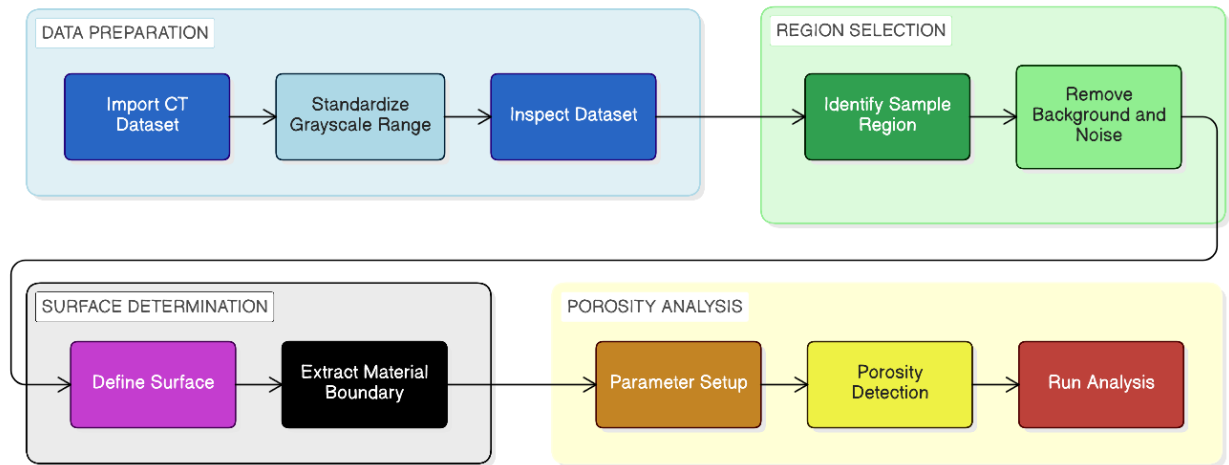 DATA PREPARATION
Import CT
Dataset
Standardize
Grayscale Range
Inspect Dataset
REGION SELECTION
Identify Sample
Region
Remove
Background and
Noise
SURFACE DETERMINATION
Define Surface
Extract Material
Boundary
POROSITY ANALYSIS
Parameter Setup
Porosity
Detection
Run Analysis